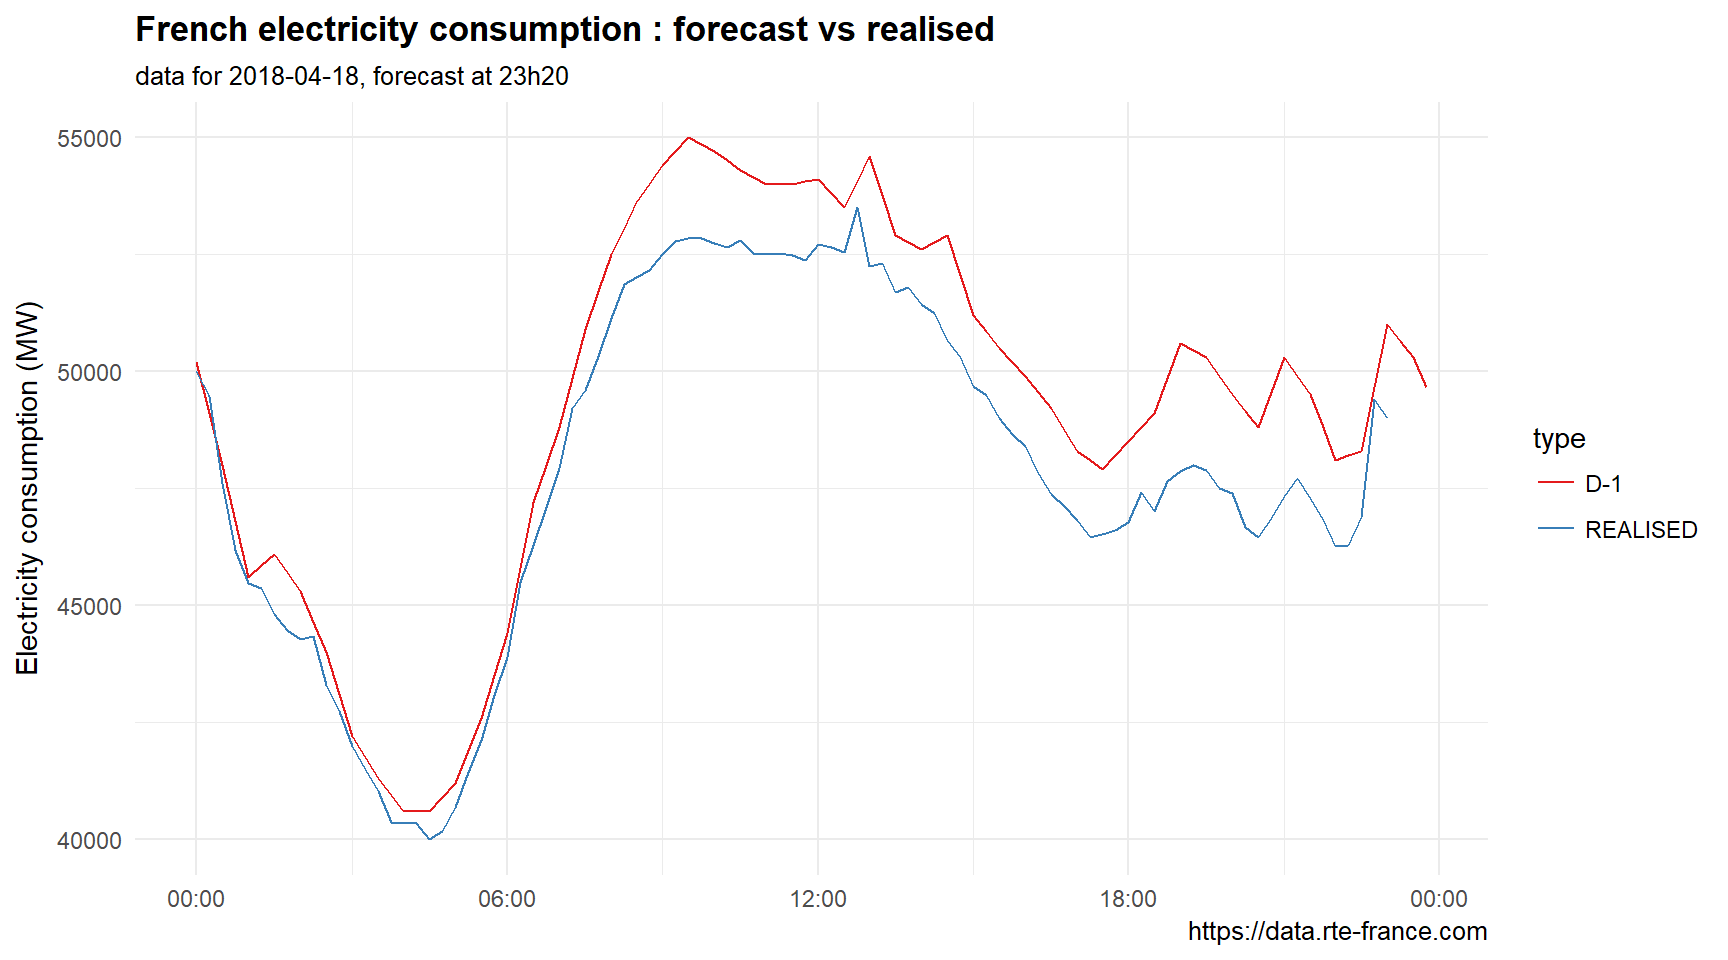 French electricity consumption : forecast vs realised
data for 2018-04-18, forecast at 23h20
Electricity consumption (MW)
55000
50000
45000
40000
00:00 06:00 12:00 18:00 00:00
https://data.rte-france.com
type
D-1
REALISED